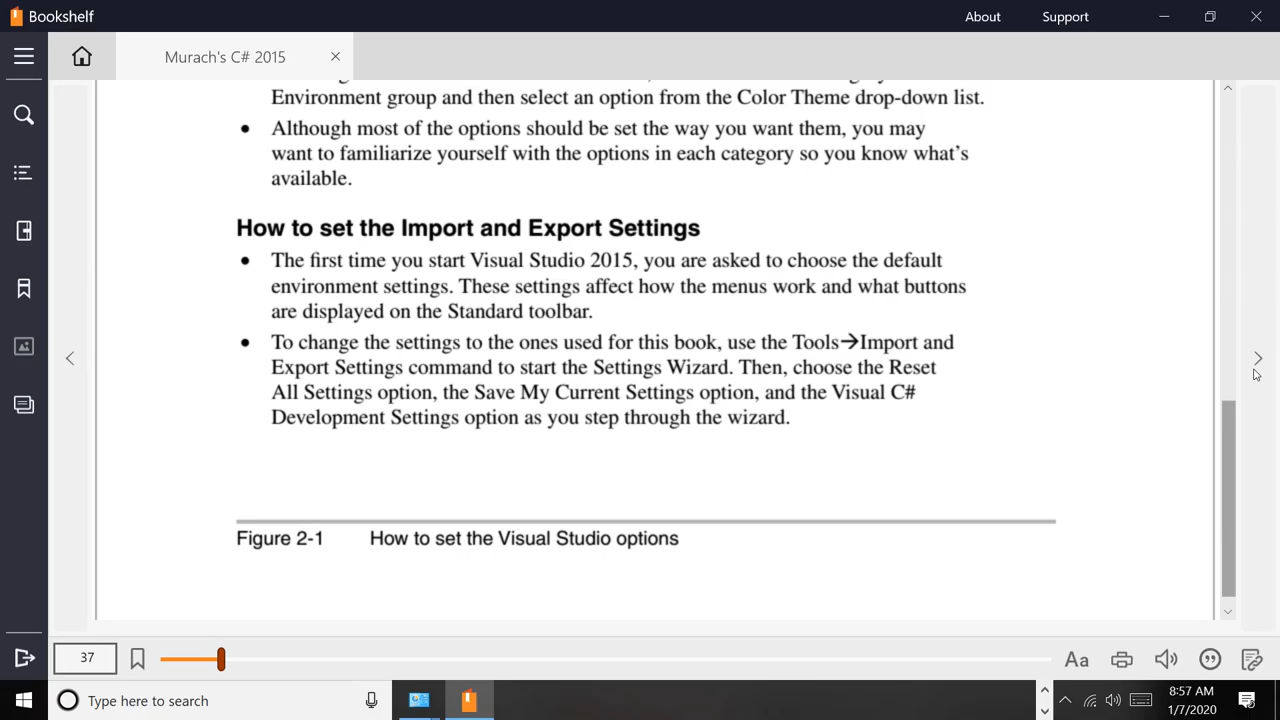 Bookshelf
About
Support
Murach's C# 2015
Environment group and then select an option from the Color Theme drop-down list.
• Although most of the options should be set the way you want them, you may
want to familiarize yourself with the options in each category so you know what's
available.
How to set the Import and Export Settings
• The first time you start Visual Studio 2015, you are asked to choose the default
environment settings. These settings affect how the menus work and what buttons
are displayed on the Standard toolbar.
• To change the settings to the ones used for this book, use the Tools→Import and
Export Settings command to start the Settings Wizard. Then, choose the Reset
All Settings option, the Save My Current Settings option, and the Visual C#
Development Settings option as you step through the wizard.
Figure 2-1 How to set the Visual Studio options
37
Aa
Type here to search
8:57 AM
1/7/2020